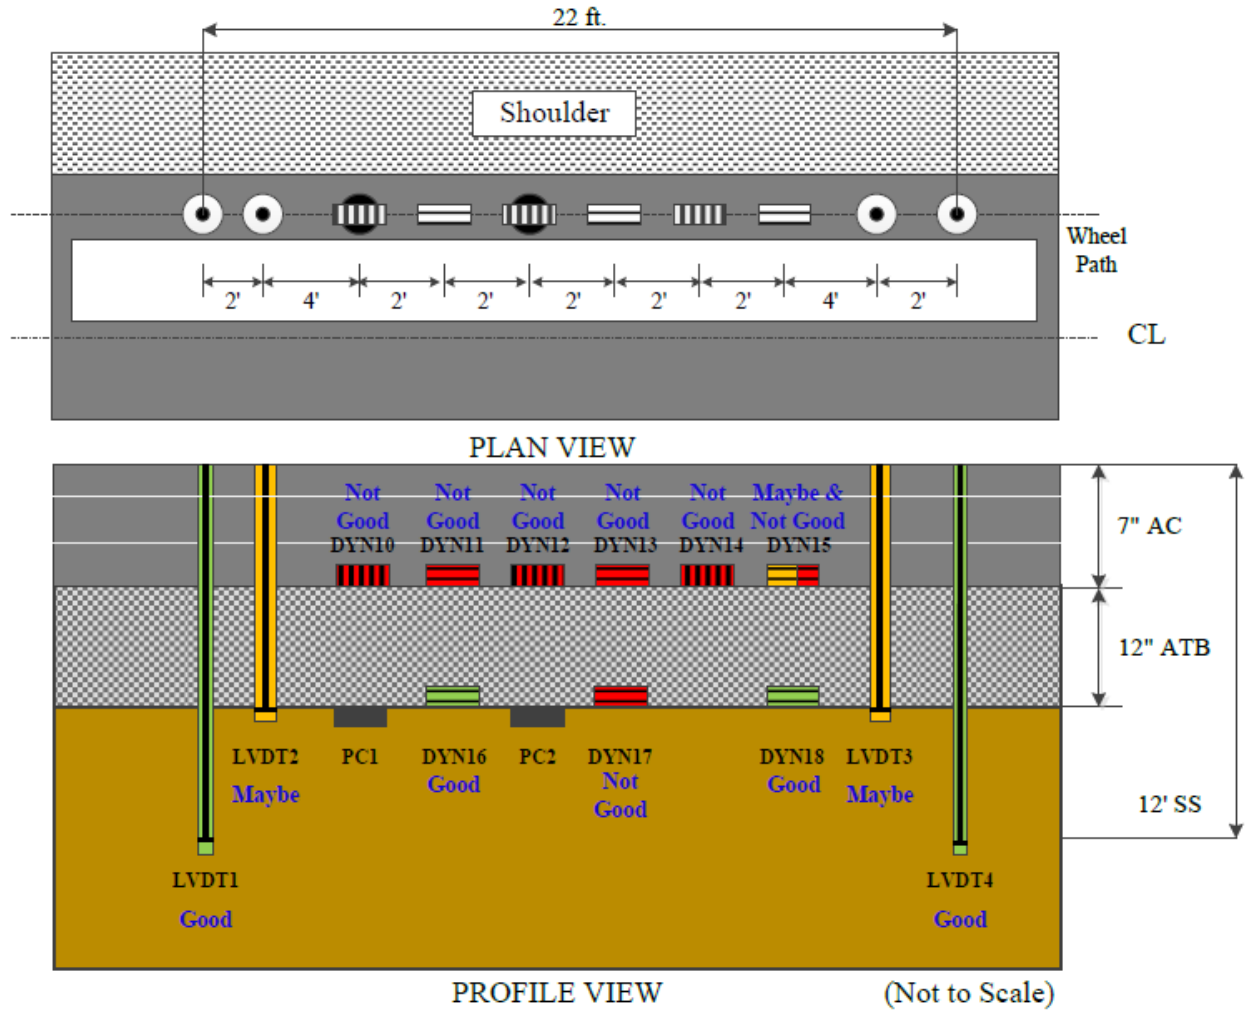 22 ft.
Shoulder
Wheel
Path
2' 4' 2' 2' 2' 2' 2' 4' 2'
CL
PLAN VIEW
Not Not Not Not Not Maybe &
Good Good Good Good Good Not Good
DYN10 DYN11 DYN12 DYN13 DYN14 DYN15
7" AC
12" ATB
LVDT2 PC1 DYN16 PC2 DYN17 DYN18 LVDT3
Maybe Good Not Good Maybe
Good
12' SS
LVDT1 LVDT4
Good Good
PROFILE VIEW (Not to Scale)